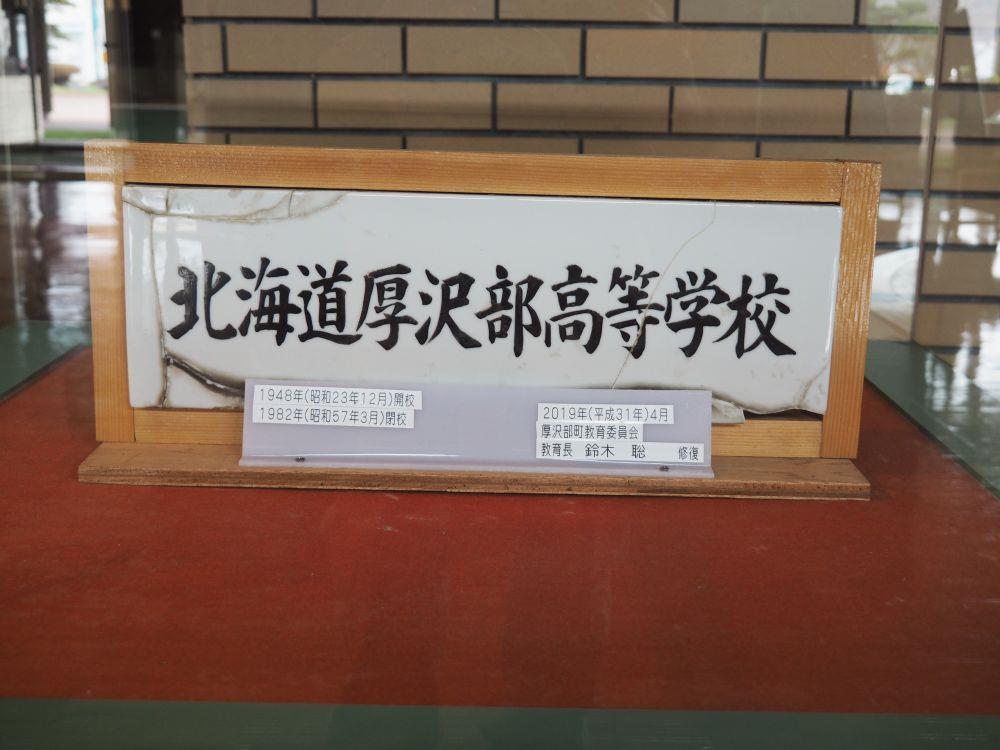 北海道厚沢部高等学校
1948年(昭和23年12月)開校
1982年(昭和57年3月)閉校
2019年(平成31年)4月
厚沢部町教育委員会
教育長 鈴木 聡 修復